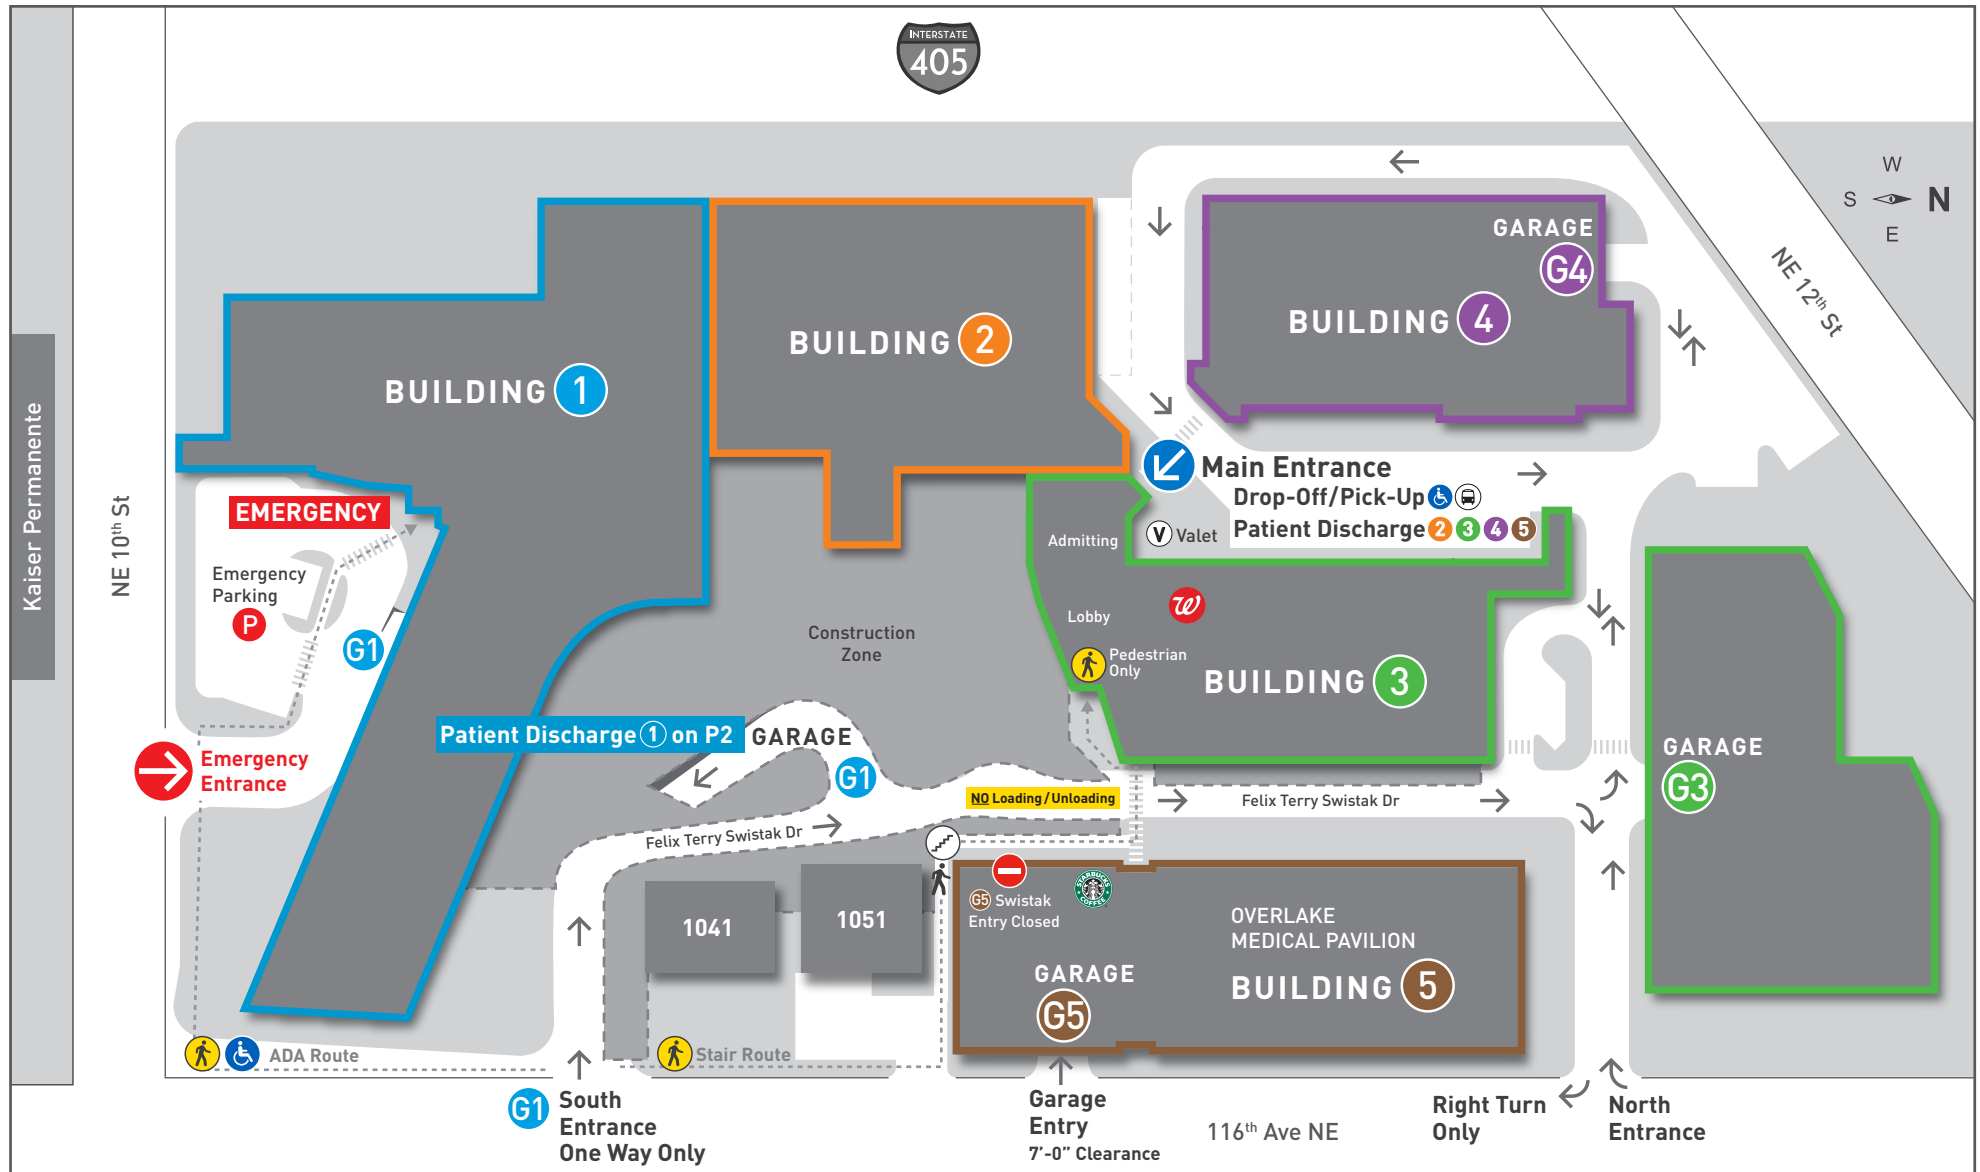 INTERSTATE
405
W
S N
E
NE 12th St
Kaiser Permanente
NE 10th St
BUILDING 1
BUILDING 2
GARAGE
G4
BUILDING 4
Main Entrance
Drop-Off/Pick-Up
Patient Discharge 2 3 4 5
V Valet
EMERGENCY
Emergency
Parking
P
G1
Admitting
Lobby
W
Pedestrian
Only
BUILDING 3
Construction
Zone
GARAGE
G3
Patient Discharge 1 on P2
GARAGE
G1
Emergency
Entrance
NO Loading/Unloading
Felix Terry Swistak Dr
Felix Terry Swistak Dr
G5 Swistak
Entry Closed
STARBUCKS
COFFEE
1041
1051
OVERLAKE
MEDICAL PAVILION
BUILDING 5
GARAGE
G5
ADA Route
Stair Route
G1 South
Entrance
One Way Only
Garage
Entry
7’-0” Clearance
116th Ave NE
Right Turn
Only
North
Entrance